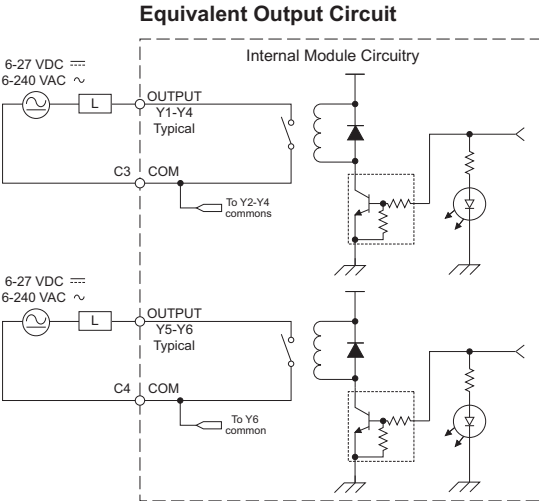 Equivalent Output Circuit
Internal Module Circuitry
6-27 VDC ⎓
6-240 VAC ∿
L
OUTPUT
Y1-Y4
Typical
C3 COM
To Y2-Y4
commons
6-27 VDC ⎓
6-240 VAC ∿
L
OUTPUT
Y5-Y6
Typical
C4 COM
To Y6
common